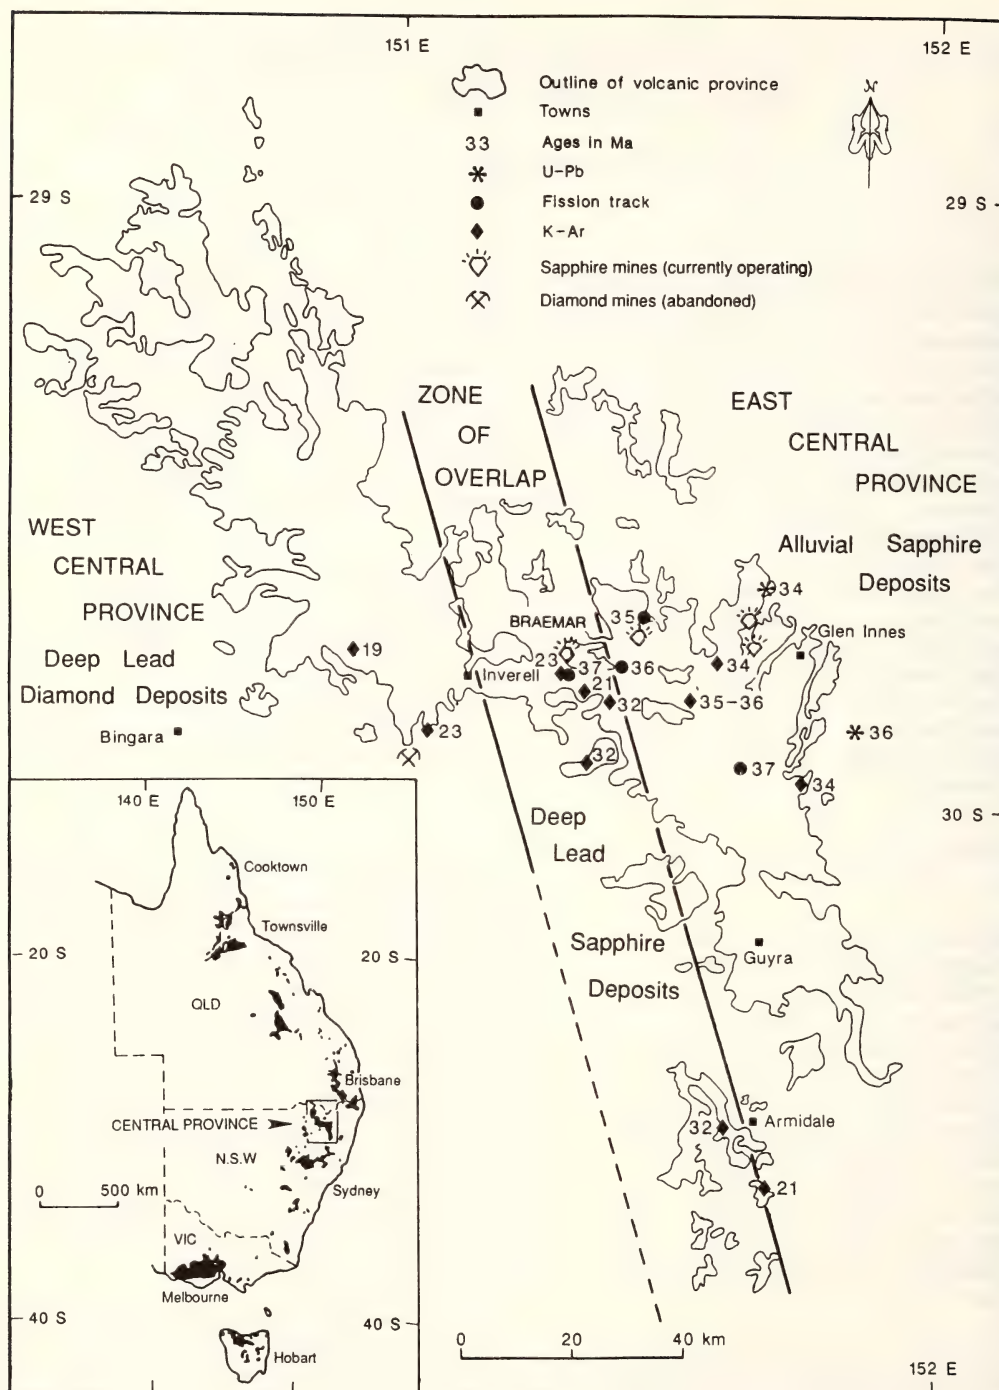 151 E
152 E
Outline of volcanic province
Towns
33 Ages in Ma
U-Pb
Fission track
K-Ar
Sapphire mines (currently operating)
Diamond mines (abandoned)
N
29 S
29 S
ZONE
OF
OVERLAP
EAST
CENTRAL
PROVINCE
Alluvial Sapphire
Deposits
WEST
CENTRAL
PROVINCE
Deep Lead
Diamond Deposits
Bingara
19
23
BRAEMAR
Inverell
23
37
36
35
34
Glen Innes
34
21
32
35-36
36
32
37
34
30 S
Deep
Lead
Sapphire
Deposits
Guyra
32
Armidale
21
0 20 40 km
152 E
140 E
150 E
Cooktown
Townsville
20 S
20 S
QLD
Brisbane
CENTRAL PROVINCE
N.S.W
0 500 km
Sydney
VIC
Melbourne
40 S
40 S
Hobart